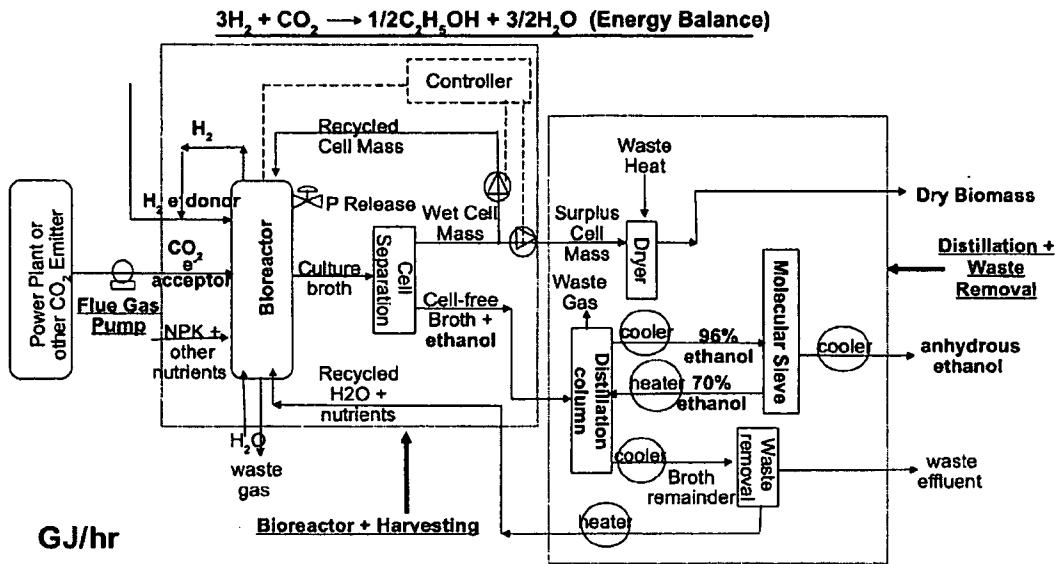 3H₂ + CO₂ ⟶ 1/2C₂H₅OH + 3/2H₂O (Energy Balance)
Controller
H₂
Recycled
Cell Mass
Waste
Heat
Power Plant or
other CO₂ Emitter
H₂ e⁻ donor
P Release
Wet Cell
Mass
Surplus
Cell
Mass
Dryer
Dry Biomass
CO₂
e⁻
acceptor
Bioreactor
Culture
broth
Cell
Separation
Distillation +
Waste
Removal
Flue Gas
Pump
Cell-free
Broth +
ethanol
Waste
Gas
cooler
96%
ethanol
Molecular Sieve
cooler
anhydrous
ethanol
NPK +
other
nutrients
Recycled
H2O +
nutrients
Distillation
column
heater
70%
ethanol
H₂O
waste
gas
cooler
Broth
remainder
Waste
removal
waste
effluent
Bioreactor + Harvesting
heater
GJ/hr